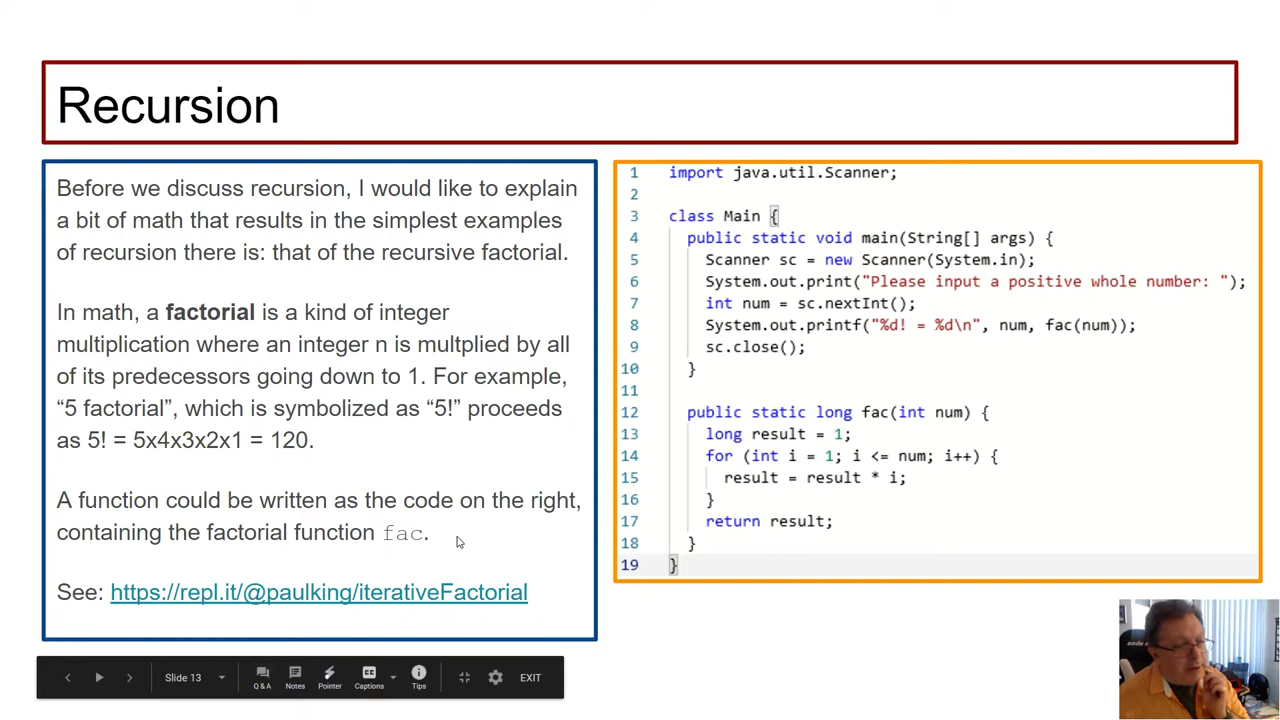 Recursion
Before we discuss recursion, I would like to explain
a bit of math that results in the simplest examples
of recursion there is: that of the recursive factorial.
In math, a factorial is a kind of integer
multiplication where an integer n is multplied by all
of its predecessors going down to 1. For example,
“5 factorial”, which is symbolized as “5!” proceeds
as 5! = 5x4x3x2x1 = 120.
A function could be written as the code on the right,
containing the factorial function fac.
See: https://repl.it/@paulking/iterativeFactorial
1 import java.util.Scanner;
2
3 class Main {
4 public static void main(String[] args) {
5 Scanner sc = new Scanner(System.in);
6 System.out.print("Please input a positive whole number: ");
7 int num = sc.nextInt();
8 System.out.printf("%d! = %d\n", num, fac(num));
9 sc.close();
10 }
11
12 public static long fac(int num) {
13 long result = 1;
14 for (int i = 1; i <= num; i++) {
15 result = result * i;
16 }
17 return result;
18 }
19 }
Slide 13
Q & A
Notes
Pointer
CC
Captions
Tips
EXIT